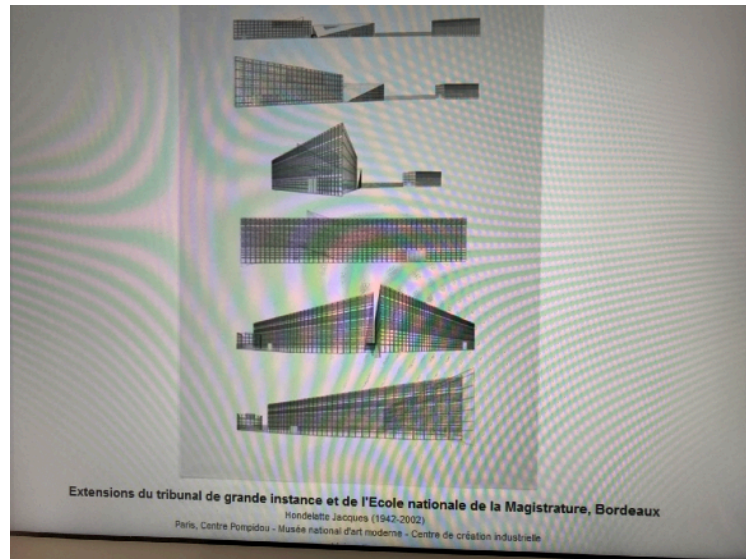 Extensions du tribunal de grande instance et de l'Ecole nationale de la Magistrature, Bordeaux
Hondelatte Jacques (1942-2002)
Paris, Centre Pompidou - Musée national d'art moderne - Centre de création industrielle